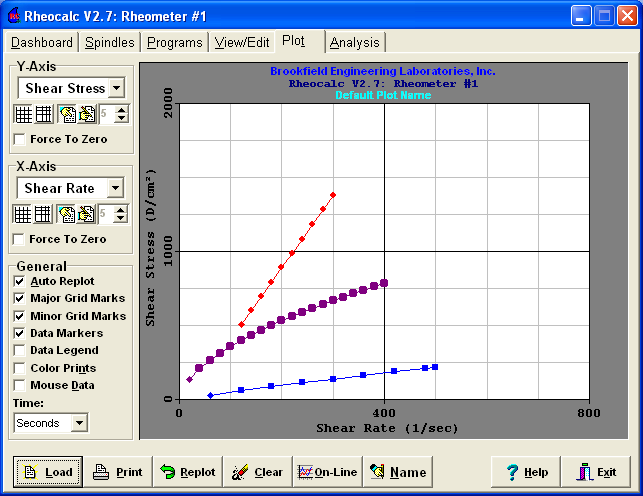 Rheocalc V2.7: Rheometer #1
Dashboard Spindles Programs View/Edit Plot Analysis
Y-Axis
Shear Stress
5
Force To Zero
X-Axis
Shear Rate
5
Force To Zero
General
Auto Replot
Major Grid Marks
Minor Grid Marks
Data Markers
Data Legend
Color Prints
Mouse Data
Time:
Seconds
Brookfield Engineering Laboratories, Inc.
Rheocalc V2.7: Rheometer #1
Default Plot Name
2000
1000
0
Shear Stress (D/cm²)
0 400 800
Shear Rate (1/sec)
Load Print Replot Clear On-Line Name Help Exit